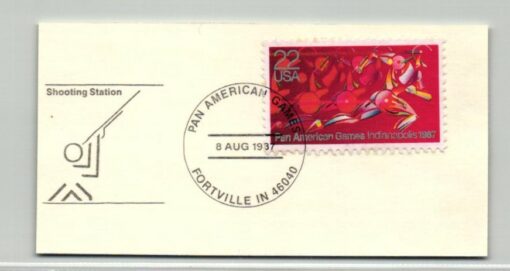 Shooting Station
PAN AMERICAN GAMES
8 AUG 1987
FORTVILLE IN 46040
22
USA
Pan American Games Indianapolis 1987